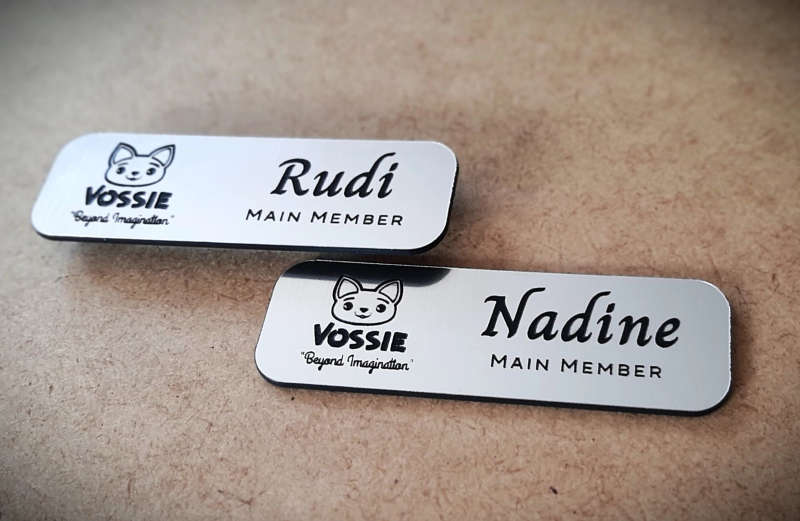 VOSSIE
"Beyond Imagination"
Rudi
MAIN MEMBER
VOSSIE
"Beyond Imagination"
Nadine
MAIN MEMBER